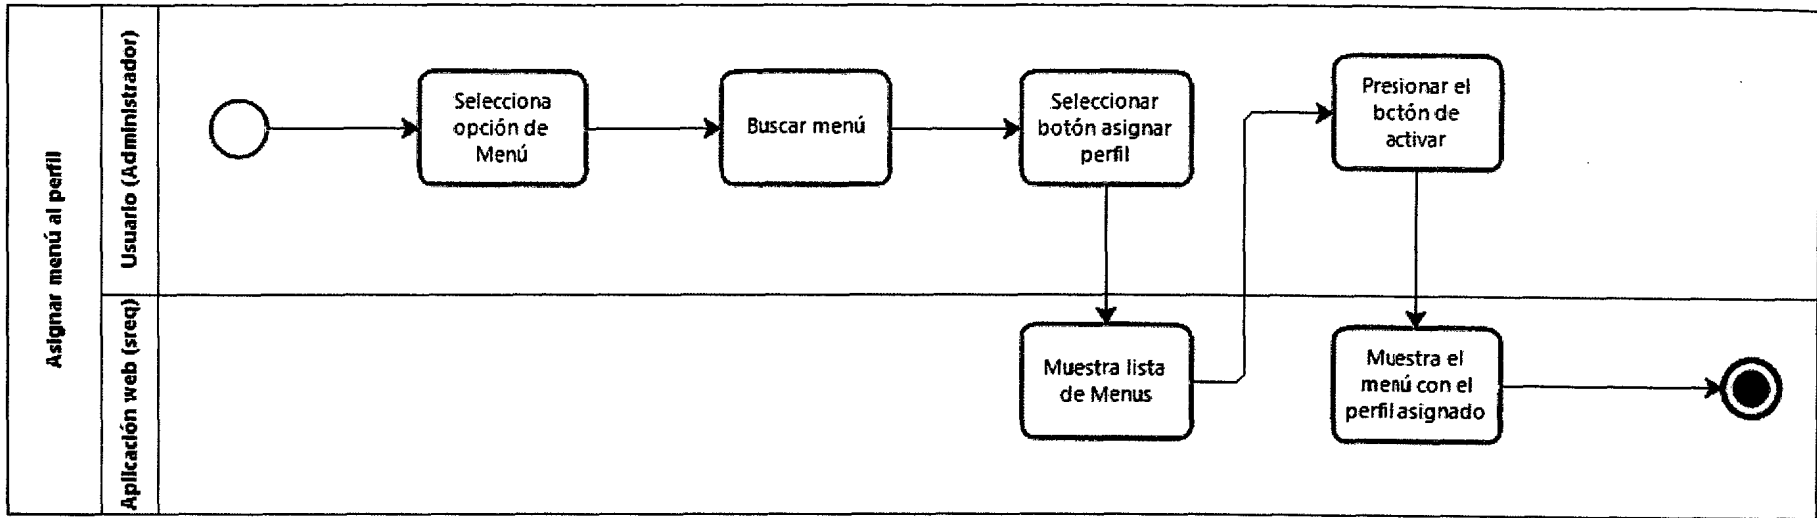 Asignar menú al perfil
Usuario (Administrador)
Selecciona
opción de
Menú
Buscar menú
Seleccionar
botón asignar
perfil
Presionar el
bctón de
activar
Aplicación web (sreq)
Muestra lista
de Menus
Muestra el
menú con el
perfil asignado